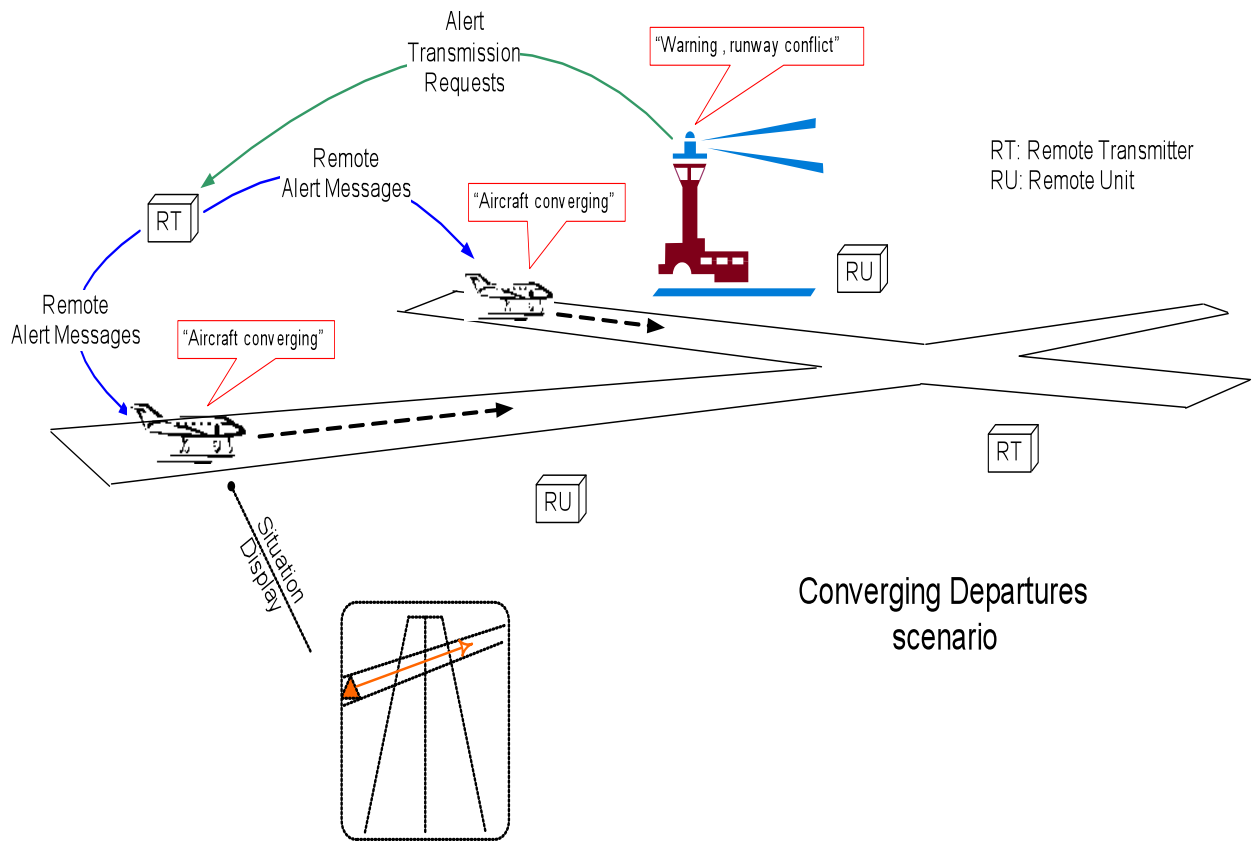 Alert
Transmission
Requests
“Warning , runway conflict”
RT: Remote Transmitter
RU: Remote Unit
Remote
Alert Messages
“Aircraft converging”
RT
RU
Remote
Alert Messages
“Aircraft converging”
RT
RU
Situation
Display
Converging Departures
scenario